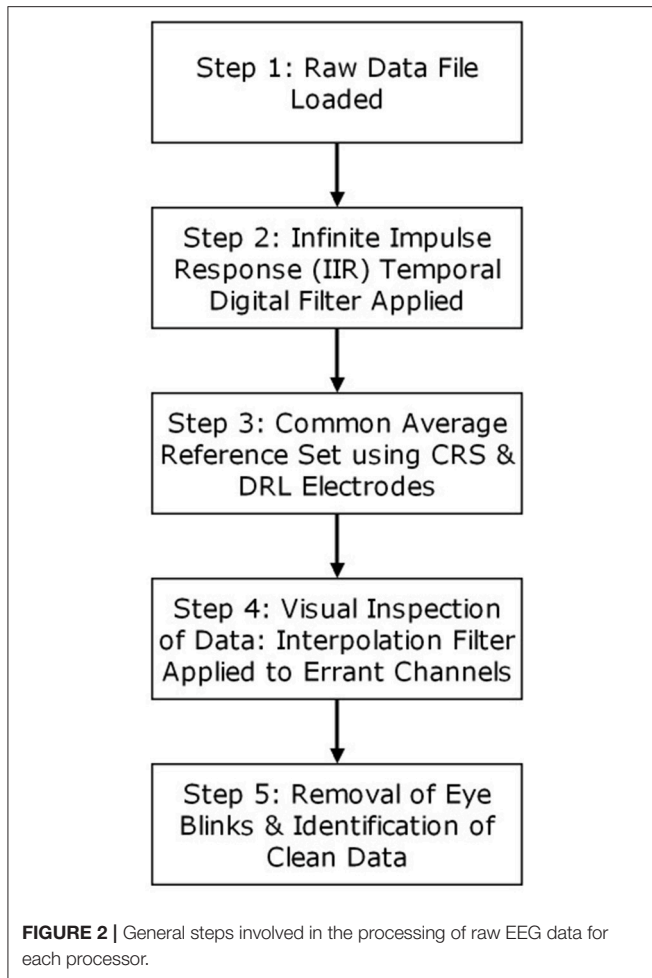 Step 1: Raw Data File
Loaded
Step 2: Infinite Impulse
Response (IIR) Temporal
Digital Filter Applied
Step 3: Common Average
Reference Set using CRS &
DRL Electrodes
Step 4: Visual Inspection
of Data: Interpolation Filter
Applied to Errant Channels
Step 5: Removal of Eye
Blinks & Identification of
Clean Data
FIGURE 2 | General steps involved in the processing of raw EEG data for
each processor.